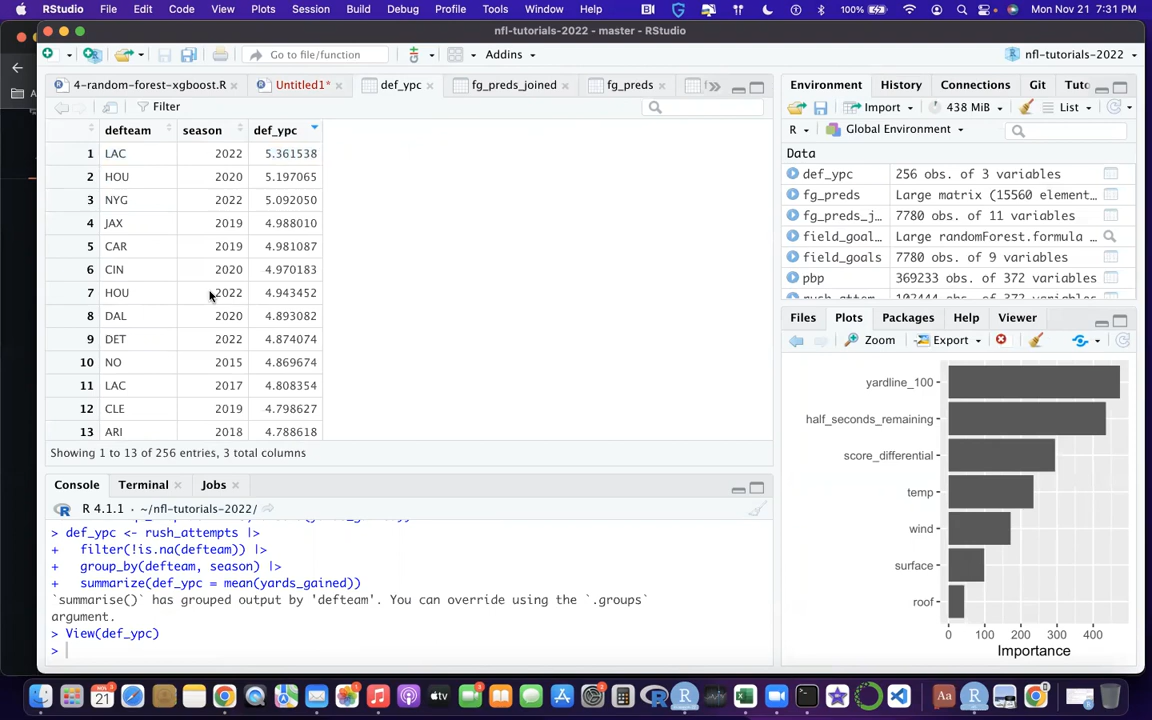 RStudio File Edit Code View Plots Session Build Debug Profile Tools Window Help 100% Mon Nov 21 7:31 PM
nfl-tutorials-2022 - master - RStudio
Go to file/function Addins nfl-tutorials-2022
4-random-forest-xgboost.R Untitled1* def_ypc fg_preds_joined fg_preds
Filter
defteam season def_ypc
1 LAC 2022 5.361538
2 HOU 2020 5.197065
3 NYG 2022 5.092050
4 JAX 2019 4.988010
5 CAR 2019 4.981087
6 CIN 2020 4.970183
7 HOU 2022 4.943452
8 DAL 2020 4.893082
9 DET 2022 4.874074
10 NO 2015 4.869674
11 LAC 2017 4.808354
12 CLE 2019 4.798627
13 ARI 2018 4.788618
Showing 1 to 13 of 256 entries, 3 total columns
Console Terminal Jobs
R 4.1.1 · ~/nfl-tutorials-2022/
> def_ypc <- rush_attempts |>
+ filter(!is.na(defteam)) |>
+ group_by(defteam, season) |>
+ summarize(def_ypc = mean(yards_gained))
`summarise()` has grouped output by 'defteam'. You can override using the `.groups`
argument.
> View(def_ypc)
>
Environment History Connections Git Tuto
Import 438 MiB List
R Global Environment
Data
def_ypc 256 obs. of 3 variables
fg_preds Large matrix (15560 element…
fg_preds_j… 7780 obs. of 11 variables
field_goal… Large randomForest.formula …
field_goals 7780 obs. of 9 variables
pbp 369233 obs. of 372 variables
Files Plots Packages Help Viewer
Zoom Export
yardline_100
half_seconds_remaining
score_differential
temp
wind
surface
roof
0 100 200 300 400
Importance